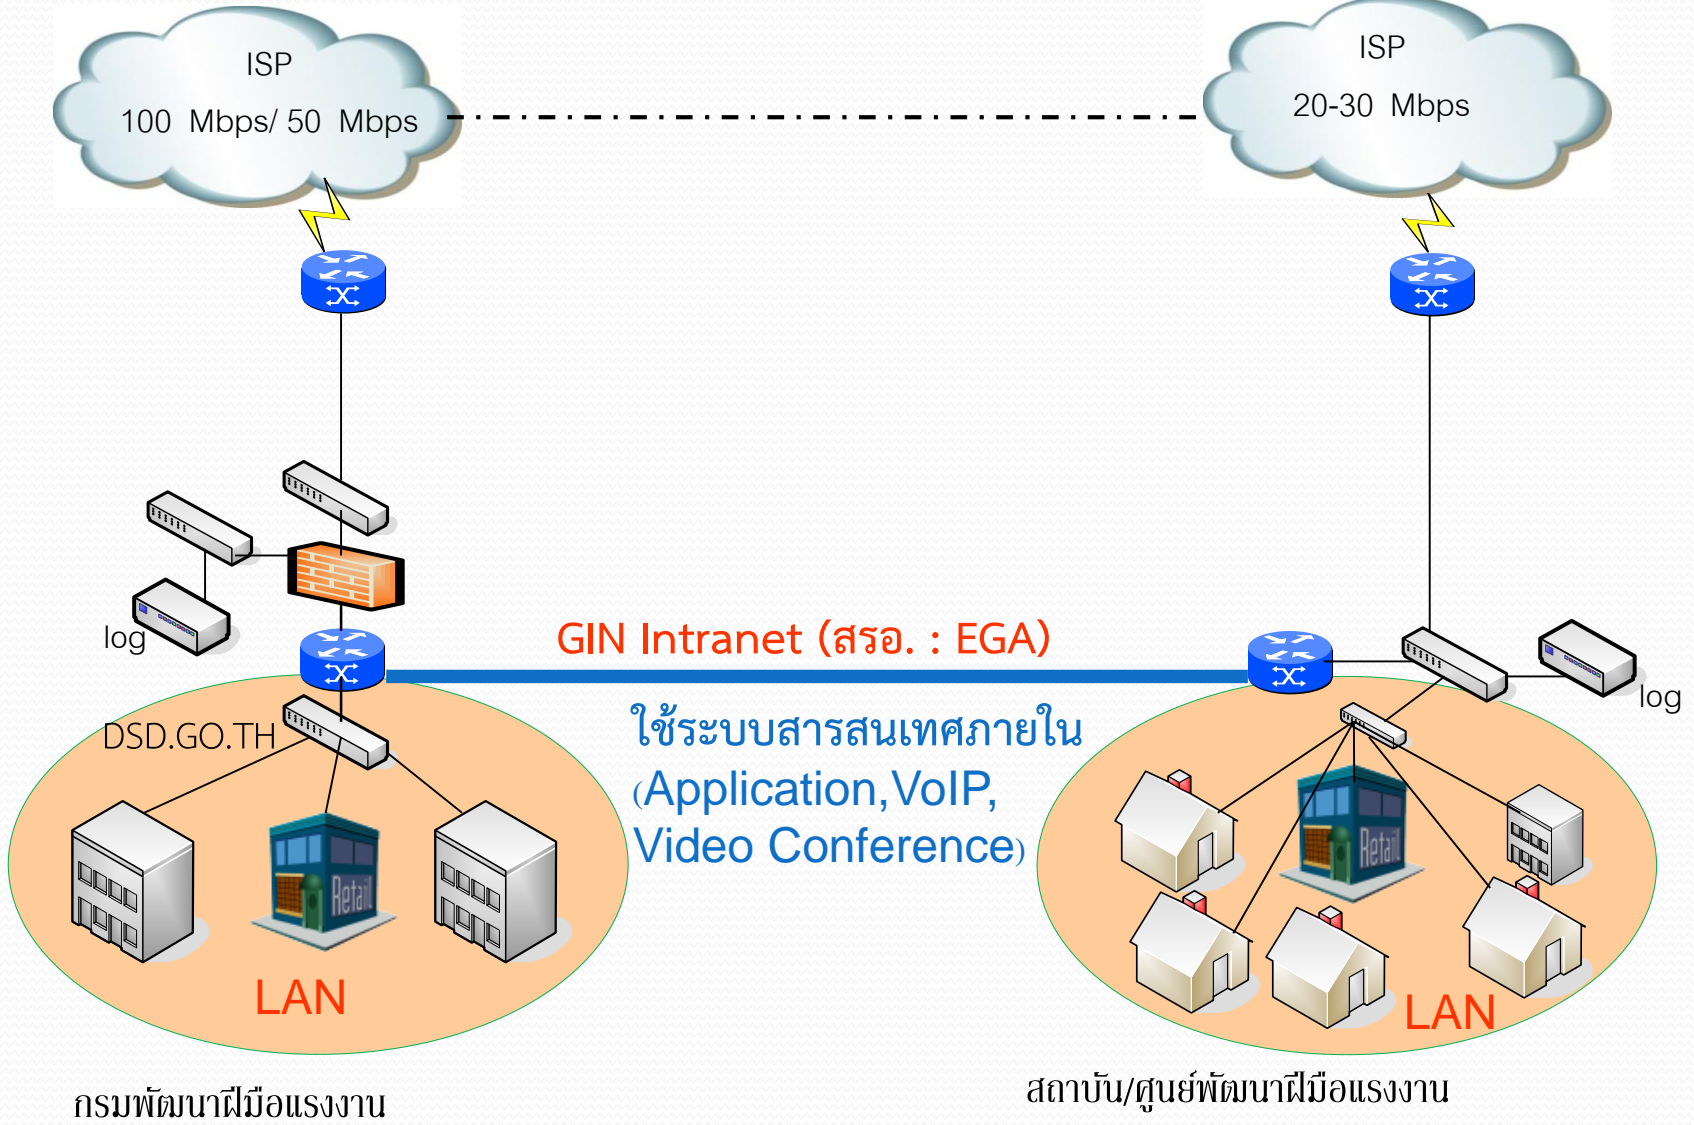 ISP
100 Mbps/ 50 Mbps
ISP
20-30 Mbps
log
GIN Intranet (สรอ. : EGA)
log
DSD.GO.TH
ใช้ระบบสารสนเทศภายใน
(Application,VoIP,
Video Conference)
Retail
Retail
LAN
LAN
กรมพัฒนาฝีมือแรงงาน
สถาบัน/ศูนย์พัฒนาฝีมือแรงงาน